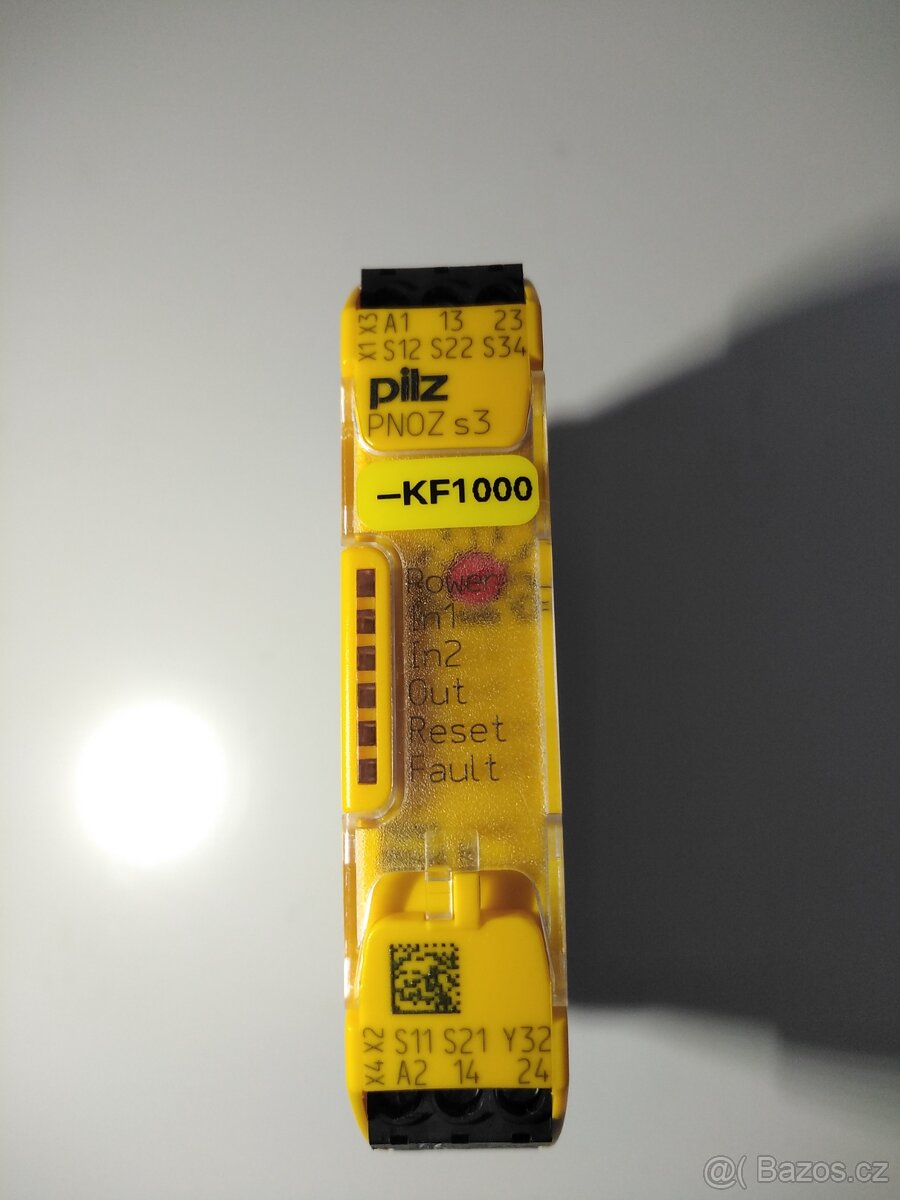 X3 A1 13 23
X1 S12 S22 S34
pilz
PNOZ s3
–KF1000
Power
In1
In2
Out
Reset
Fault
X2 S11 S21 Y32
X4 A2 14 24
@( Bazos.cz